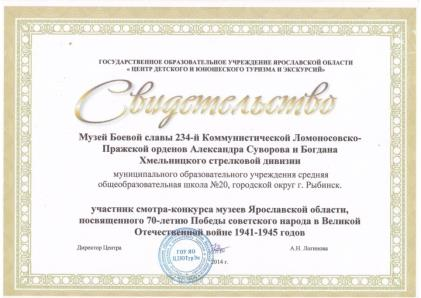 ГОСУДАРСТВЕННОЕ ОБРАЗОВАТЕЛЬНОЕ УЧРЕЖДЕНИЕ ЯРОСЛАВСКОЙ ОБЛАСТИ
« ЦЕНТР ДЕТСКОГО И ЮНОШЕСКОГО ТУРИЗМА И ЭКСКУРСИЙ»
Свидетельство
Музей Боевой славы 234-й Коммунистической Ломоносовско-
Пражской орденов Александра Суворова и Богдана
Хмельницкого стрелковой дивизии
муниципального образовательного учреждения средняя
общеобразовательная школа №20, городской округ г. Рыбинск.
участник смотра-конкурса музеев Ярославской области,
посвященного 70-летию Победы советского народа в Великой
Отечественной войне 1941-1945 годов
Директор Центра А.Н. Логинова
ГОУ ЯО
ЦДЮТурЭк
2014 г.